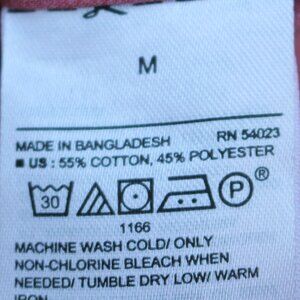 M
MADE IN BANGLADESH RN 54023
■ US : 55% COTTON, 45% POLYESTER
30 P ®
1166
MACHINE WASH COLD/ ONLY
NON-CHLORINE BLEACH WHEN
NEEDED/ TUMBLE DRY LOW/ WARM
IRON